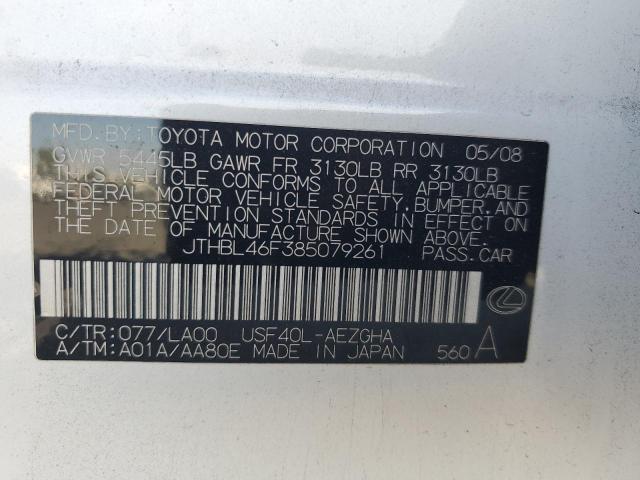 MFD. BY: TOYOTA MOTOR CORPORATION 05/08
GVWR 5445LB GAWR FR 3130LB RR 3130LB
THIS VEHICLE CONFORMS TO ALL APPLICABLE
FEDERAL MOTOR VEHICLE SAFETY, BUMPER, AND
THEFT PREVENTION STANDARDS IN EFFECT ON
THE DATE OF MANUFACTURE SHOWN ABOVE.
JTHBL46F385079261 PASS.CAR
C/TR: 077/LA00 USF40L-AEZGHA
A/TM: A01A/AA80E MADE IN JAPAN 560 A